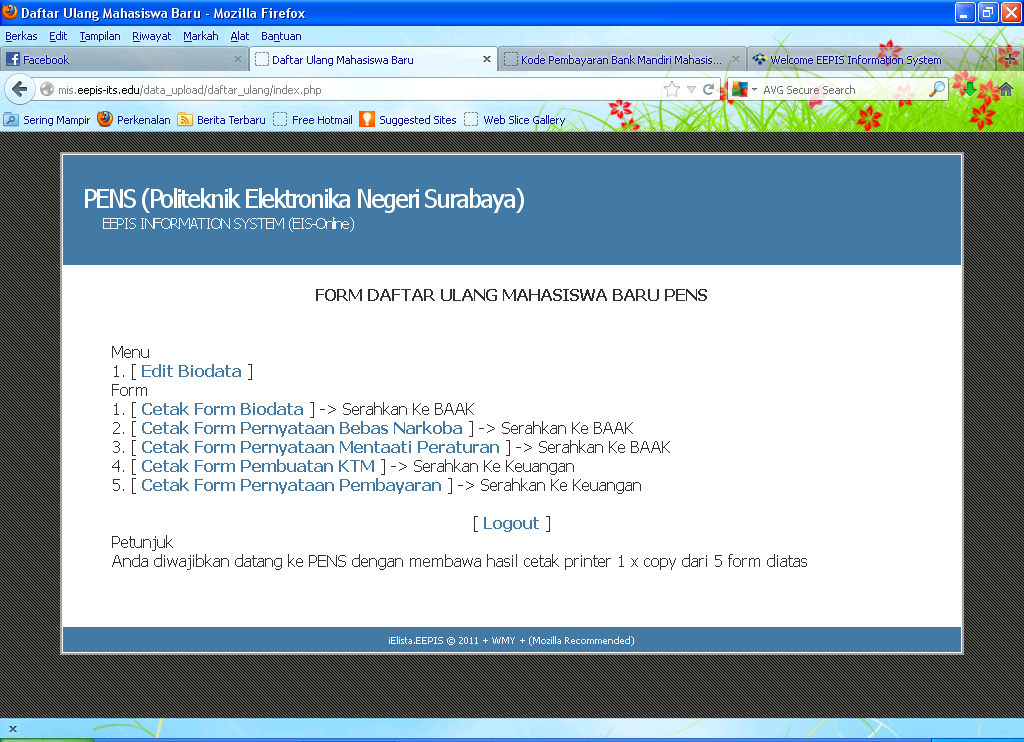 Daftar Ulang Mahasiswa Baru - Mozilla Firefox
Berkas Edit Tampilan Riwayat Markah Alat Bantuan
Facebook Daftar Ulang Mahasiswa Baru Kode Pembayaran Bank Mandiri Mahasis... Welcome EEPIS Information System
mis.eepis-its.edu/data_upload/daftar_ulang/index.php AVG Secure Search
Sering Mampir Perkenalan Berita Terbaru Free Hotmail Suggested Sites Web Slice Gallery
PENS (Politeknik Elektronika Negeri Surabaya)
EEPIS INFORMATION SYSTEM (EIS-Online)
FORM DAFTAR ULANG MAHASISWA BARU PENS
Menu
1. [ Edit Biodata ]
Form
1. [ Cetak Form Biodata ] -> Serahkan Ke BAAK
2. [ Cetak Form Pernyataan Bebas Narkoba ] -> Serahkan Ke BAAK
3. [ Cetak Form Pernyataan Mentaati Peraturan ] -> Serahkan Ke BAAK
4. [ Cetak Form Pembuatan KTM ] -> Serahkan Ke Keuangan
5. [ Cetak Form Pernyataan Pembayaran ] -> Serahkan Ke Keuangan
[ Logout ]
Petunjuk
Anda diwajibkan datang ke PENS dengan membawa hasil cetak printer 1 x copy dari 5 form diatas
iElista.EEPIS © 2011 + WMY + (Mozilla Recommended)